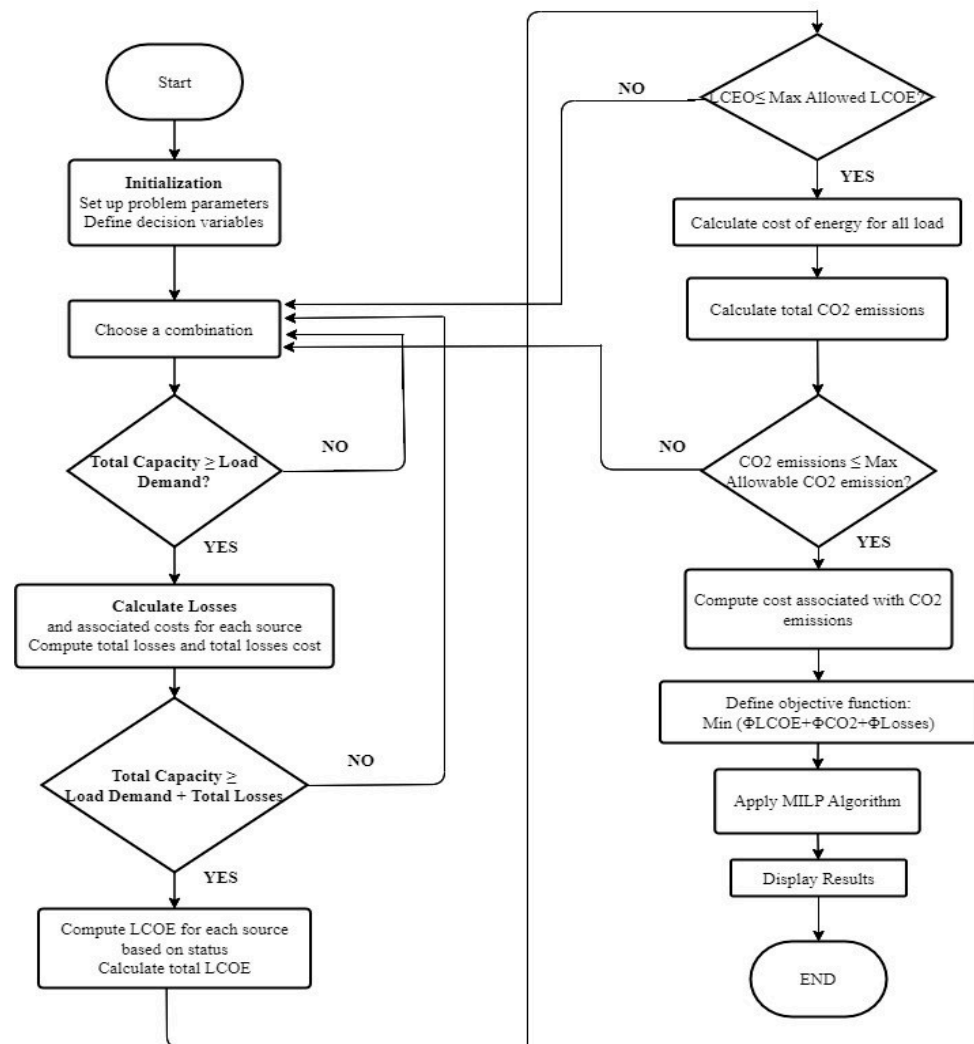 Start
Initialization
Set up problem parameters
Define decision variables
Choose a combination
Total Capacity ≥ Load
Demand?
NO
YES
Calculate Losses
and associated costs for each source
Compute total losses and total losses cost
Total Capacity ≥
Load Demand + Total Losses
NO
YES
Compute LCOE for each source
based on status
Calculate total LCOE
LCEO≤ Max Allowed LCOE?
NO
YES
Calculate cost of energy for all load
Calculate total CO2 emissions
CO2 emissions ≤ Max
Allowable CO2 emission?
NO
YES
Compute cost associated with CO2
emissions
Define objective function:
Min (ΦLCOE+ΦCO2+ΦLosses)
Apply MILP Algorithm
Display Results
END